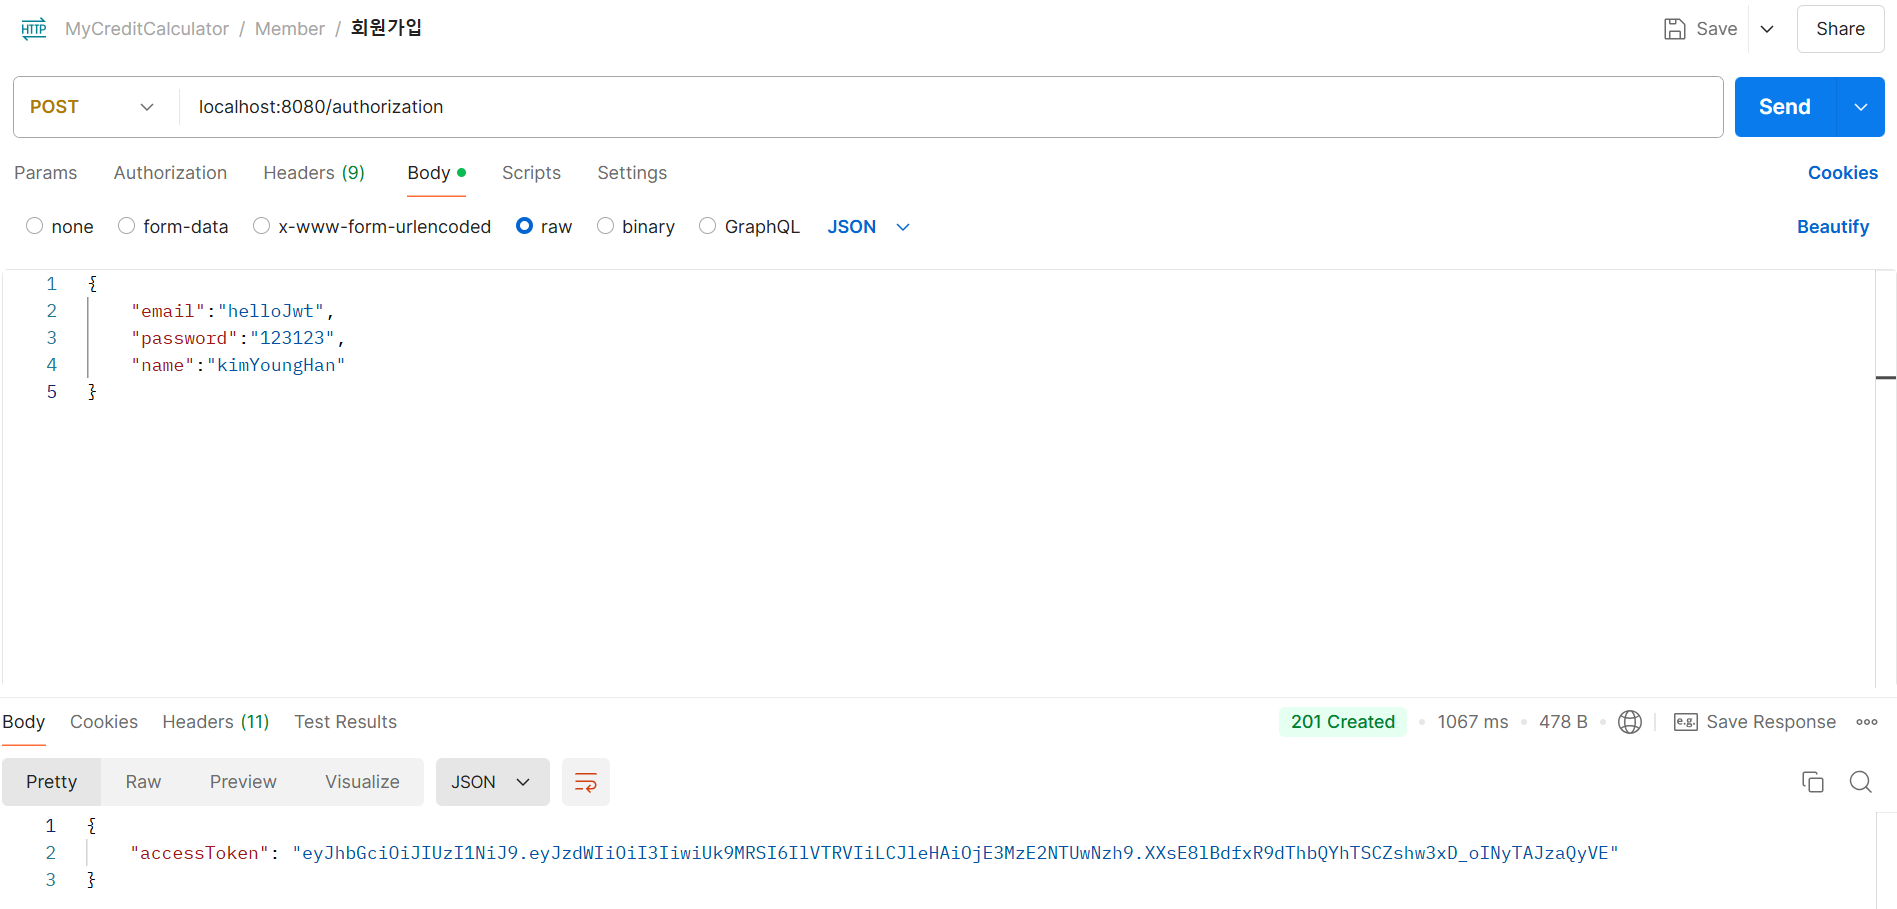 HTTP MyCreditCalculator / Member / 회원가입 Save Share
POST localhost:8080/authorization Send
Params Authorization Headers (9) Body Scripts Settings Cookies
none form-data x-www-form-urlencoded raw binary GraphQL JSON Beautify
1 {
2 "email":"helloJwt",
3 "password":"123123",
4 "name":"kimYoungHan"
5 }
Body Cookies Headers (11) Test Results 201 Created 1067 ms 478 B e.g. Save Response
Pretty Raw Preview Visualize JSON
1 {
2 "accessToken": "eyJhbGciOiJIUzI1NiJ9.eyJzdWIiOiI3IiwiUk9MRSI6IlVTRVIiLCJleHAiOjE3MzE2NTUwNzh9.XXsE8lBdfxR9dThbQYhTSCZshw3xD_oINyTAJzaQyVE"
3 }